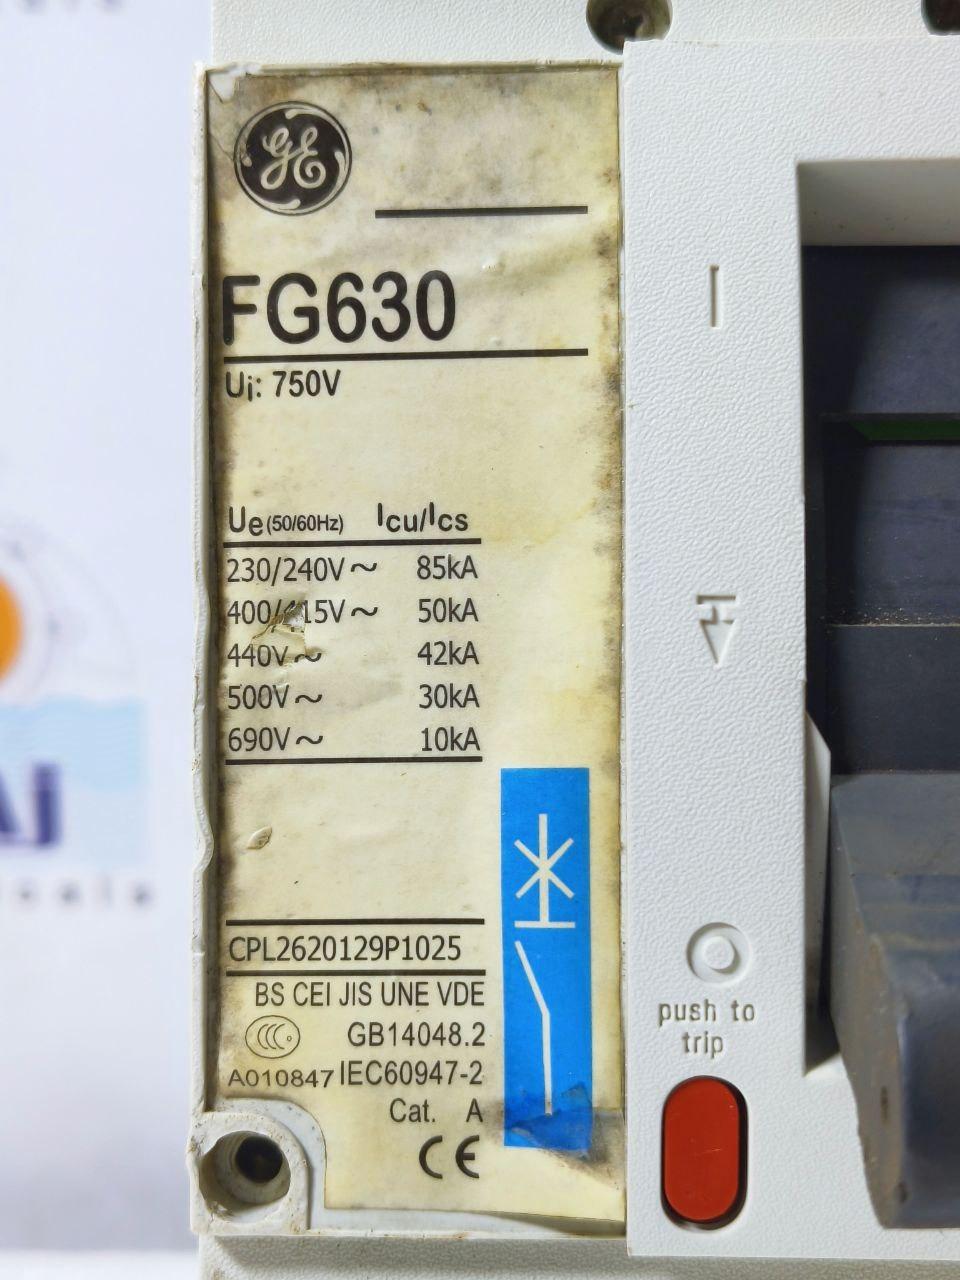 GE
FG630
Ui: 750V
Ue (50/60Hz) Icu/Ics
230/240V ~ 85kA
400/415V ~ 50kA
440V ~ 42kA
500V ~ 30kA
690V ~ 10kA
CPL2620129P1025
BS CEI JIS UNE VDE
CCC GB14048.2
A010847 IEC60947-2
Cat. A
CE
I
push to
trip